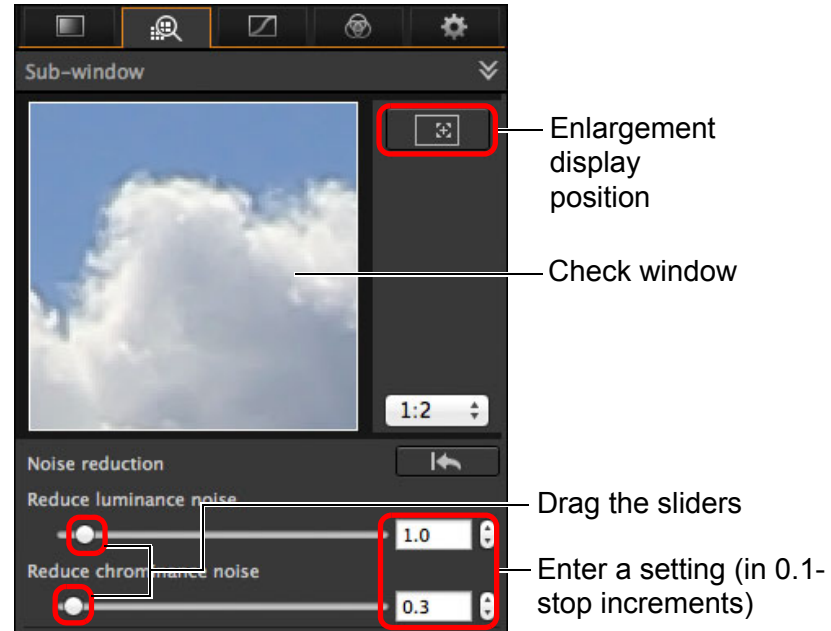 Sub-window
Enlargement
display
position
Check window
1:2
Noise reduction
Reduce luminance noise
Drag the sliders
1.0
Reduce chrominance noise
Enter a setting (in 0.1-
stop increments)
0.3